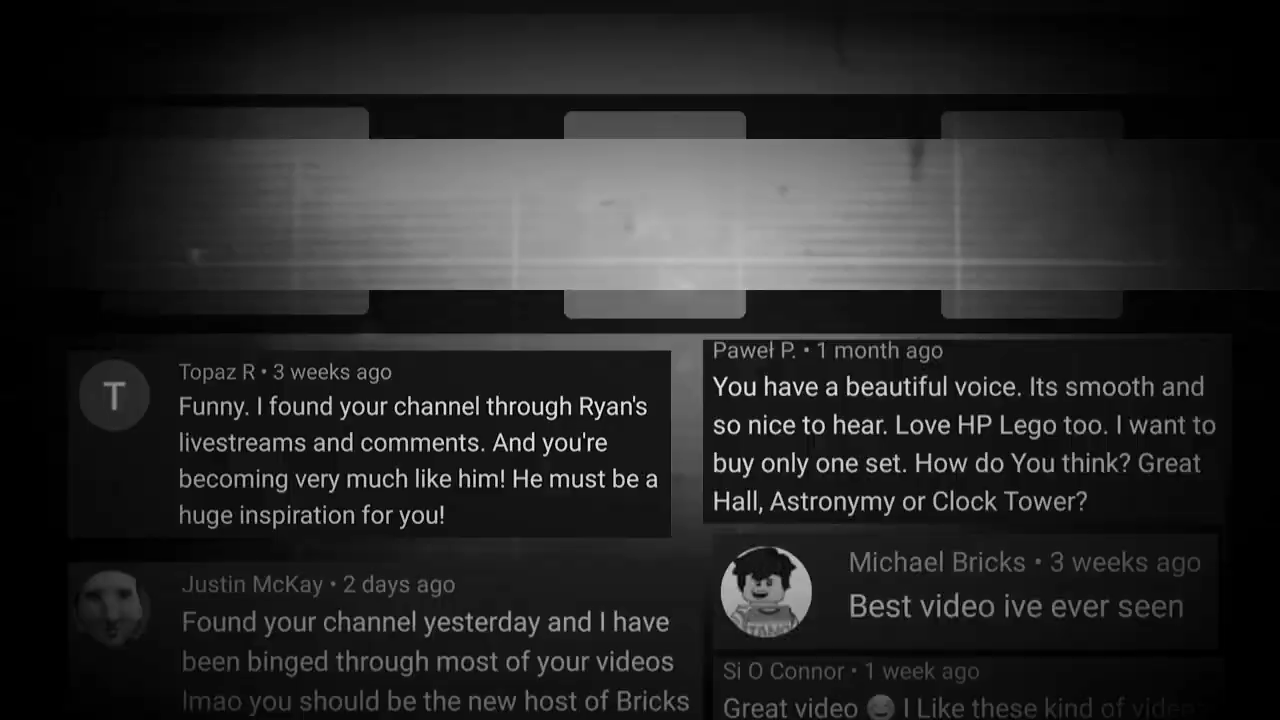 T
Topaz R • 3 weeks ago
Funny. I found your channel through Ryan's
livestreams and comments. And you're
becoming very much like him! He must be a
huge inspiration for you!
Justin McKay • 2 days ago
Found your channel yesterday and I have
been binged through most of your videos
lmao you should be the new host of Bricks
Paweł P. • 1 month ago
You have a beautiful voice. Its smooth and
so nice to hear. Love HP Lego too. I want to
buy only one set. How do You think? Great
Hall, Astronymy or Clock Tower?
Michael Bricks • 3 weeks ago
Best video ive ever seen
Si O Connor • 1 week ago
Great video 😄 I Like these kind of